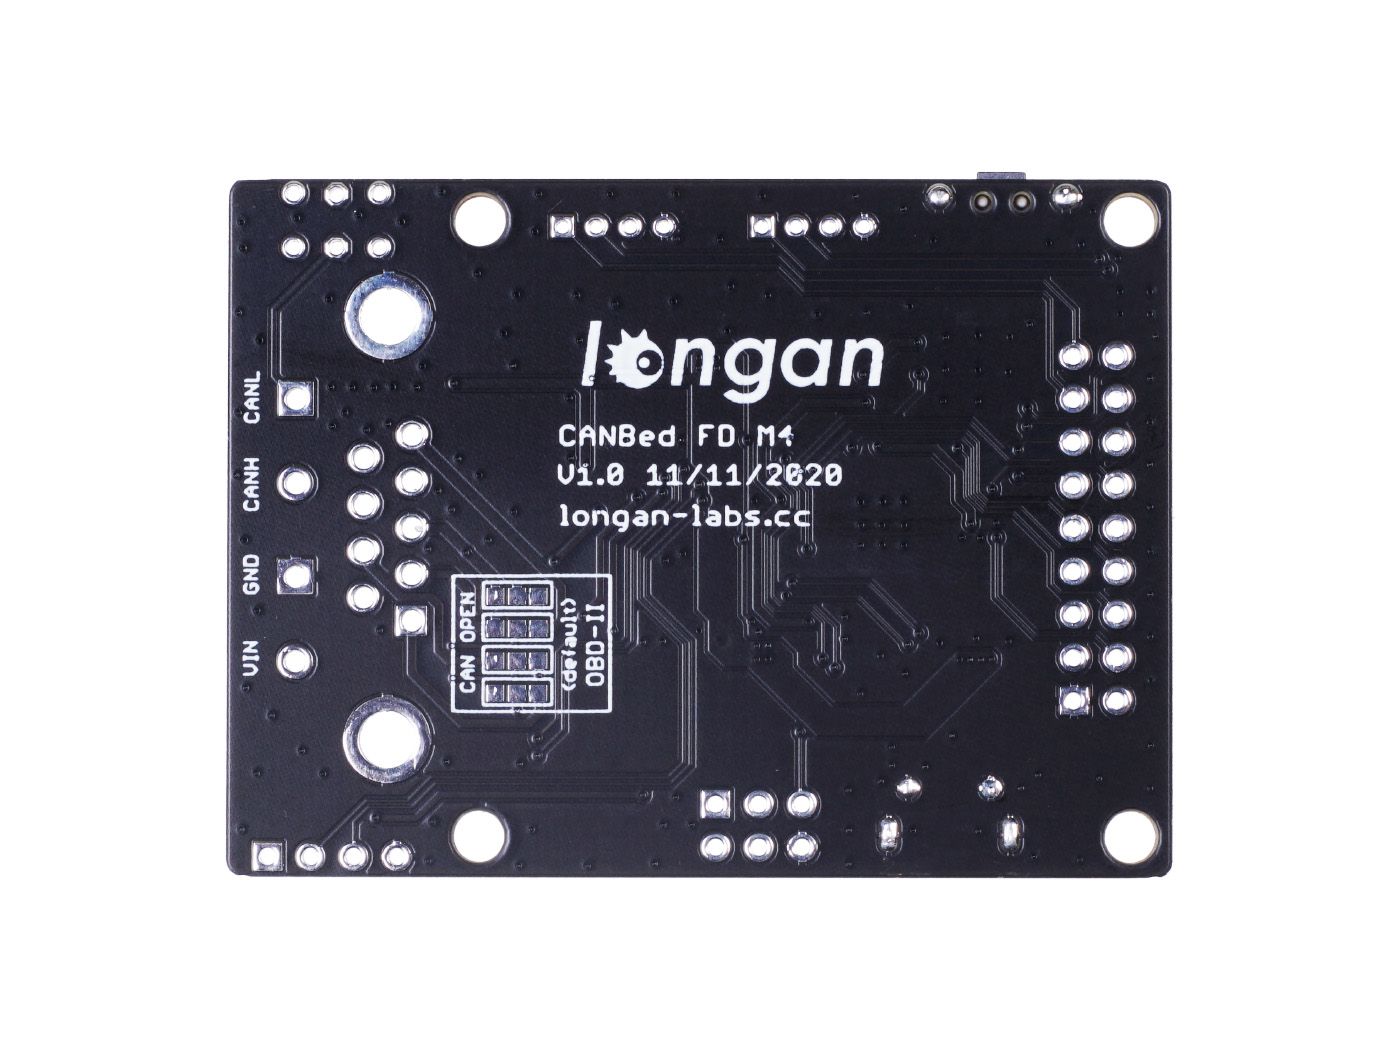 longan
CANBed FD M4
V1.0 11/11/2020
longan-labs.cc
CANL
CANH
GND
VIN
CAN OPEN
(default)
OBD-II